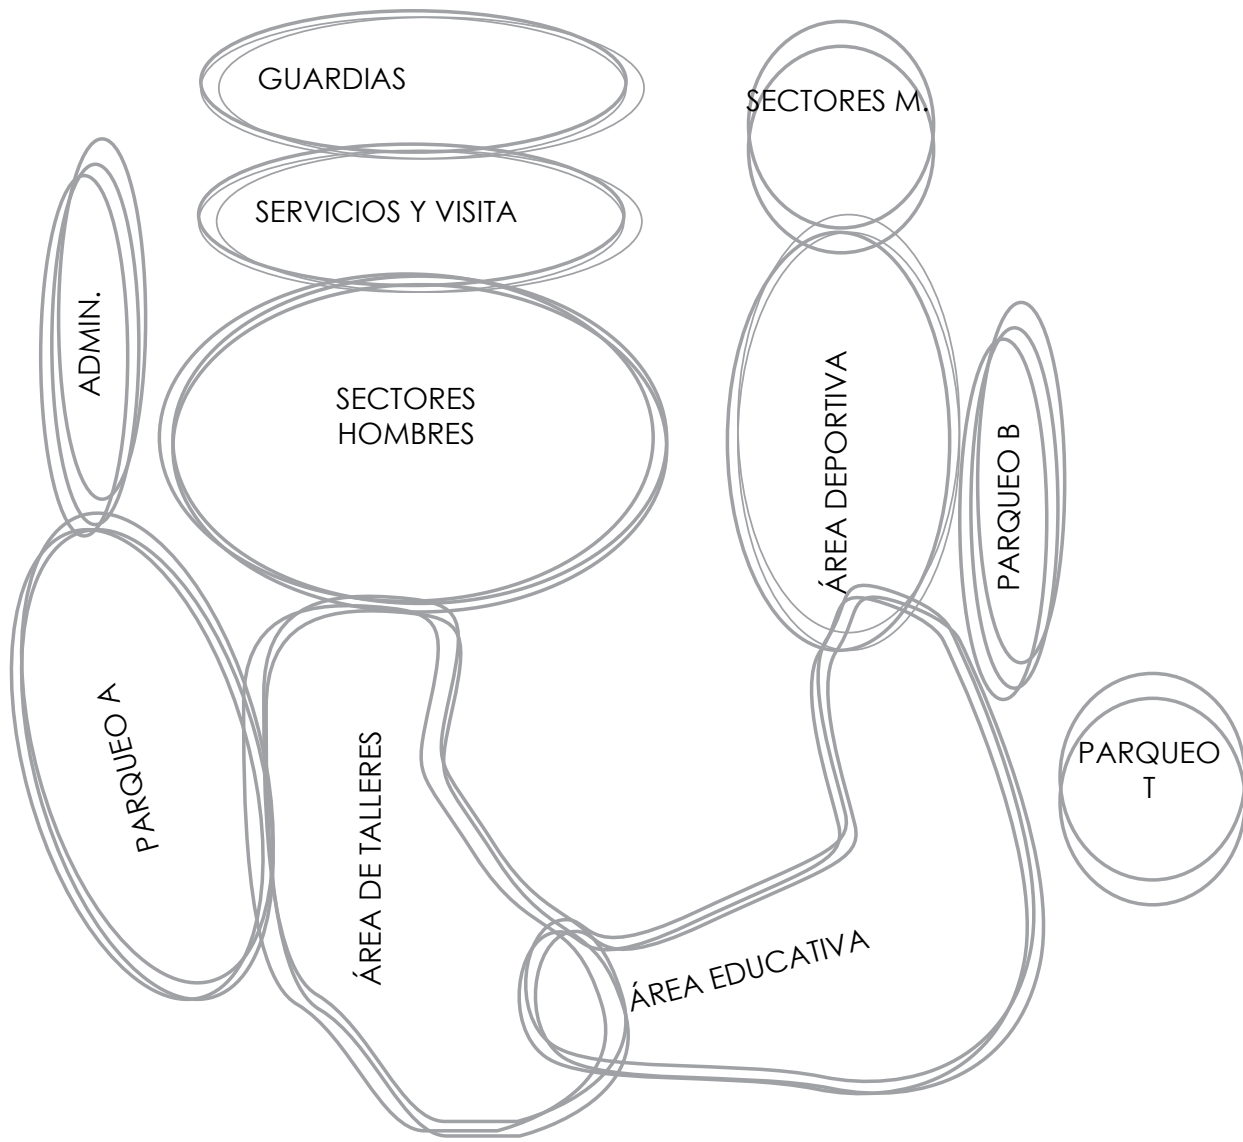 GUARDIAS
SECTORES M.
SERVICIOS Y VISITA
ADMIN.
SECTORES
HOMBRES
ÁREA DEPORTIVA
PARQUEO B
PARQUEO A
ÁREA DE TALLERES
PARQUEO
T
ÁREA EDUCATIVA